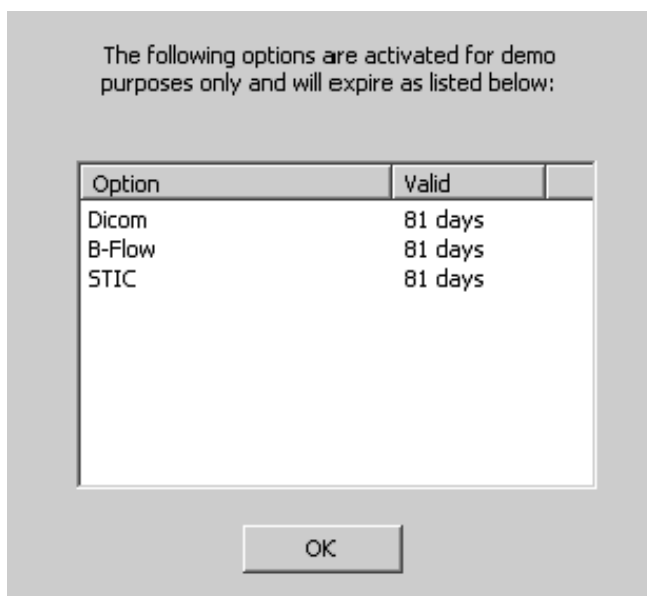 The following options are activated for demo
purposes only and will expire as listed below:
Option Valid
Dicom 81 days
B-Flow 81 days
STIC 81 days
OK